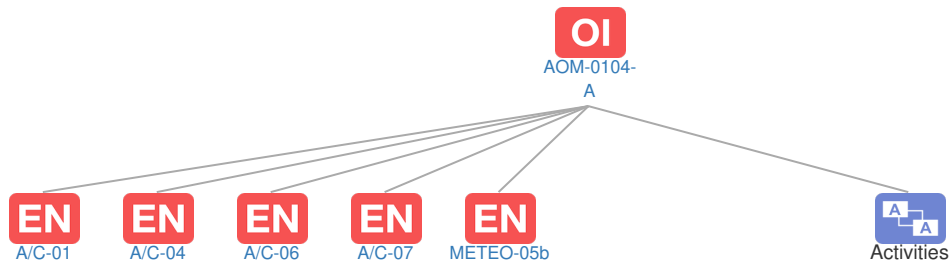 OI
AOM-0104-
A
EN EN EN EN EN A A
A/C-01 A/C-04 A/C-06 A/C-07 METEO-05b Activities